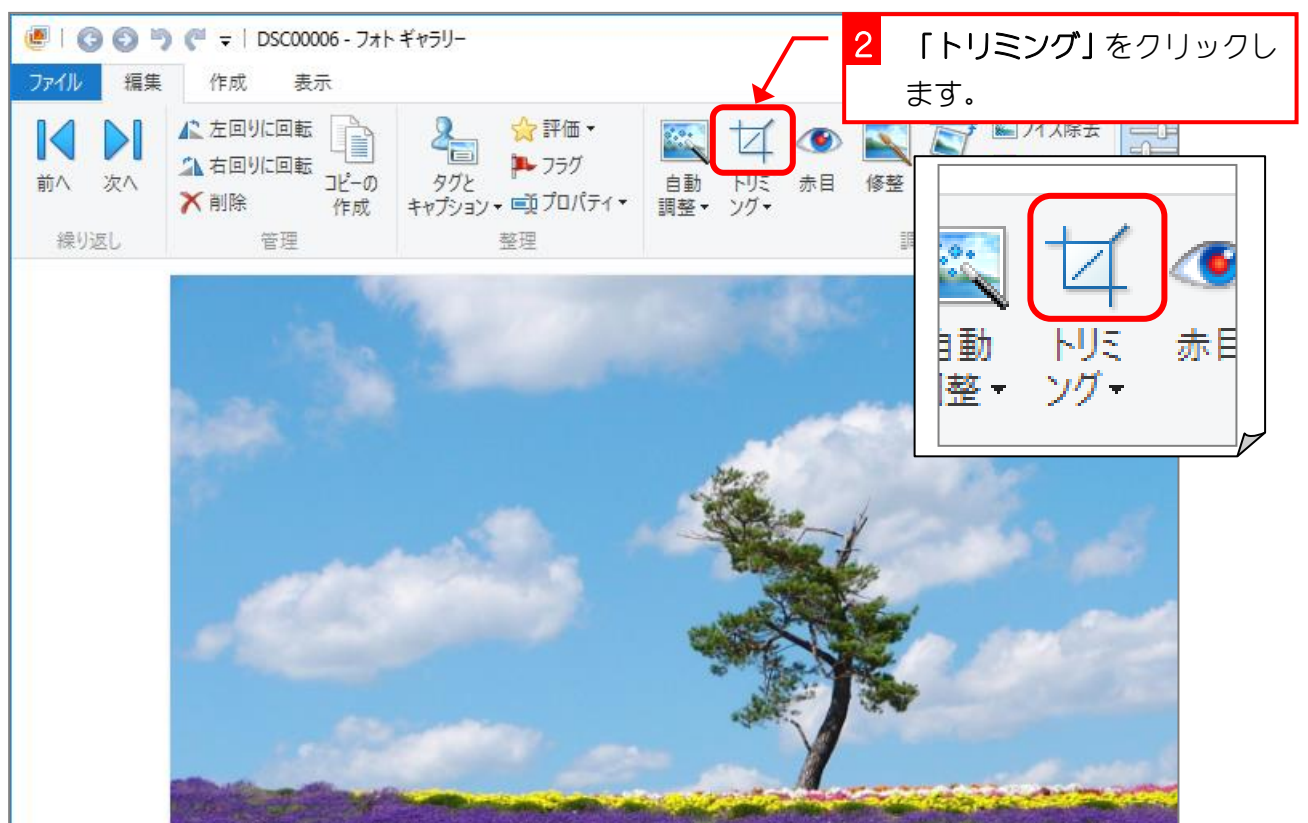 DSC00006 - フォト ギャラリー
2 「トリミング」をクリックし
ます。
ファイル 編集 作成 表示
前へ 次へ
繰り返し
左回りに回転
右回りに回転
削除
コピーの
作成
管理
タグと
キャプション
評価
フラグ
プロパティ
整理
自動
調整
トリミ
ング
赤目
修整
ノイズ除去
自動
調整
トリミ
ング
赤目